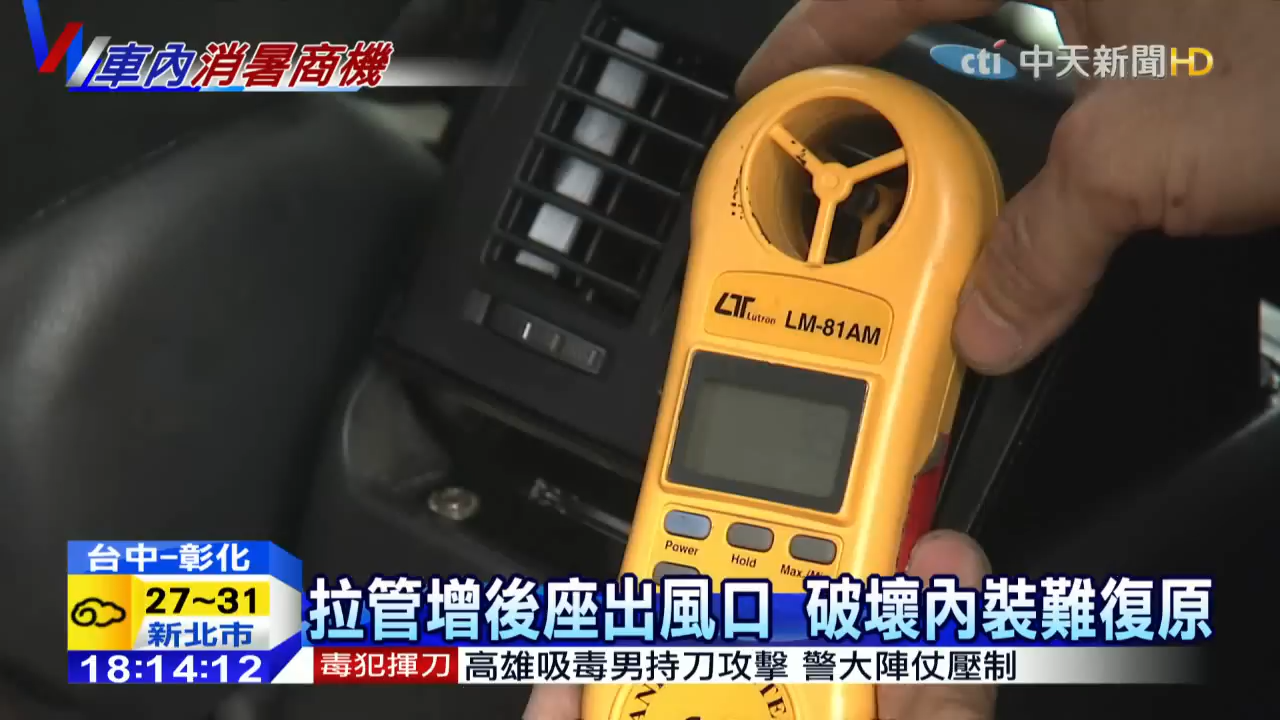 車內消暑商機
cti 中天新聞HD
LT Lutron LM-81AM
Power Hold
台中-彰化
27~31
新北市
18:14:12
拉管增後座出風口 破壞內裝難復原
毒犯揮刀 高雄吸毒男持刀攻擊 警大陣仗壓制